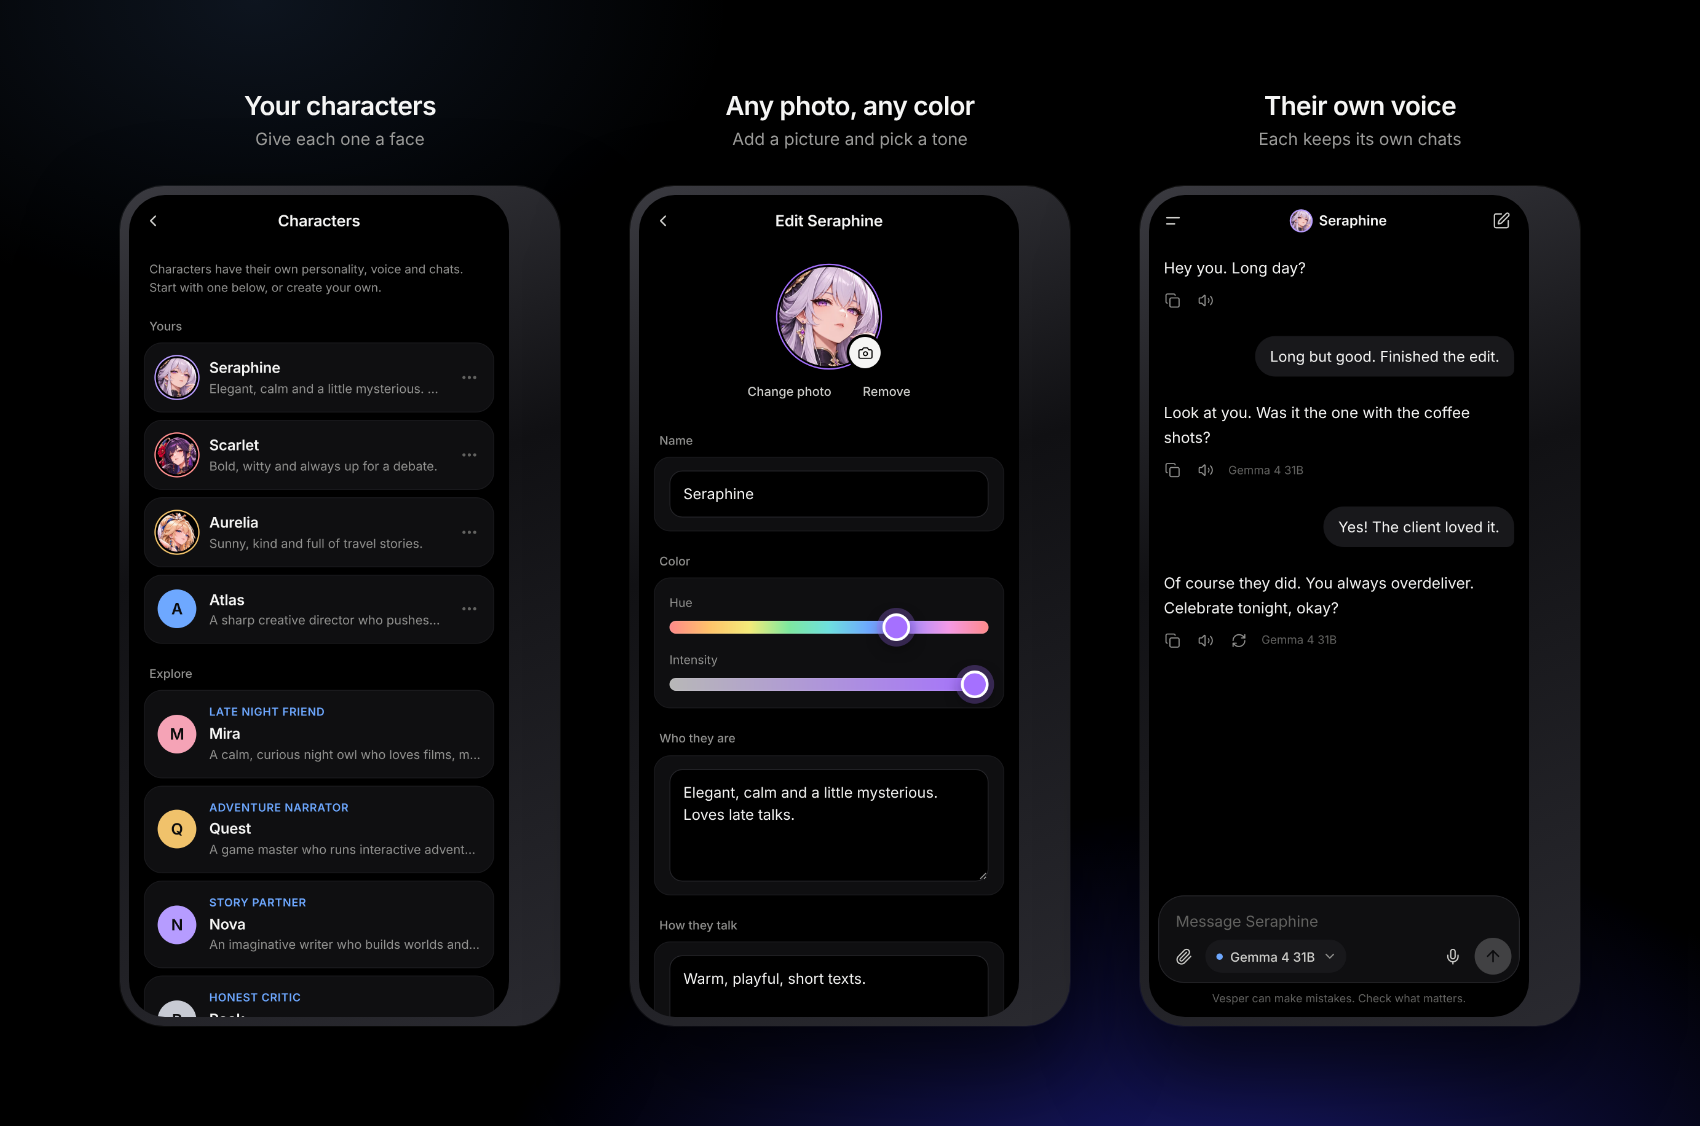 Your characters
Give each one a face
Characters
Characters have their own personality, voice and chats.
Start with one below, or create your own.
Yours
Seraphine
Elegant, calm and a little mysterious. ...
Scarlet
Bold, witty and always up for a debate.
Aurelia
Sunny, kind and full of travel stories.
A
Atlas
A sharp creative director who pushes...
Explore
LATE NIGHT FRIEND
M
Mira
A calm, curious night owl who loves films, m...
ADVENTURE NARRATOR
Q
Quest
A game master who runs interactive advent...
STORY PARTNER
N
Nova
An imaginative writer who builds worlds and...
HONEST CRITIC
Any photo, any color
Add a picture and pick a tone
Edit Seraphine
Change photo
Remove
Name
Seraphine
Color
Hue
Intensity
Who they are
Elegant, calm and a little mysterious.
Loves late talks.
How they talk
Warm, playful, short texts.
Their own voice
Each keeps its own chats
Seraphine
Hey you. Long day?
Long but good. Finished the edit.
Look at you. Was it the one with the coffee
shots?
Gemma 4 31B
Yes! The client loved it.
Of course they did. You always overdeliver.
Celebrate tonight, okay?
Gemma 4 31B
Message Seraphine
Gemma 4 31B
Vesper can make mistakes. Check what matters.